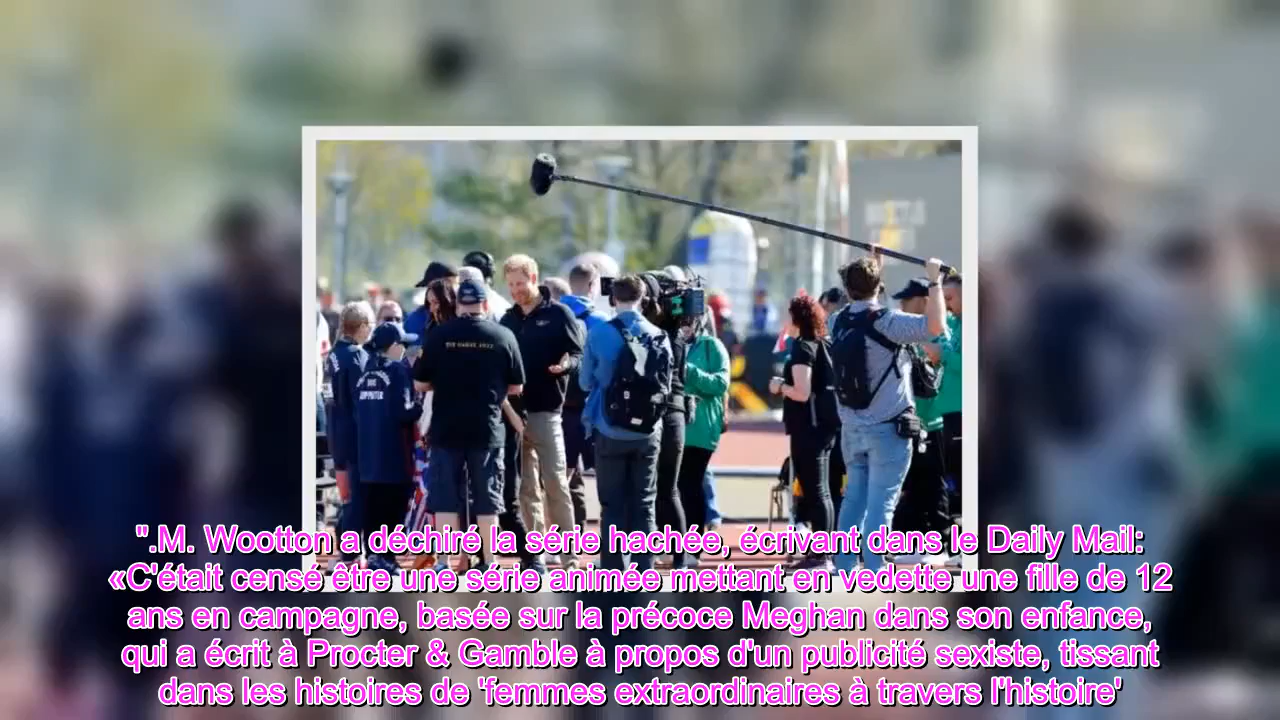 ".M. Wootton a déchiré la série hachée, écrivant dans le Daily Mail:
«C'était censé être une série animée mettant en vedette une fille de 12
ans en campagne, basée sur la précoce Meghan dans son enfance,
qui a écrit à Procter & Gamble à propos d'un publicité sexiste, tissant
dans les histoires de 'femmes extraordinaires à travers l'histoire'